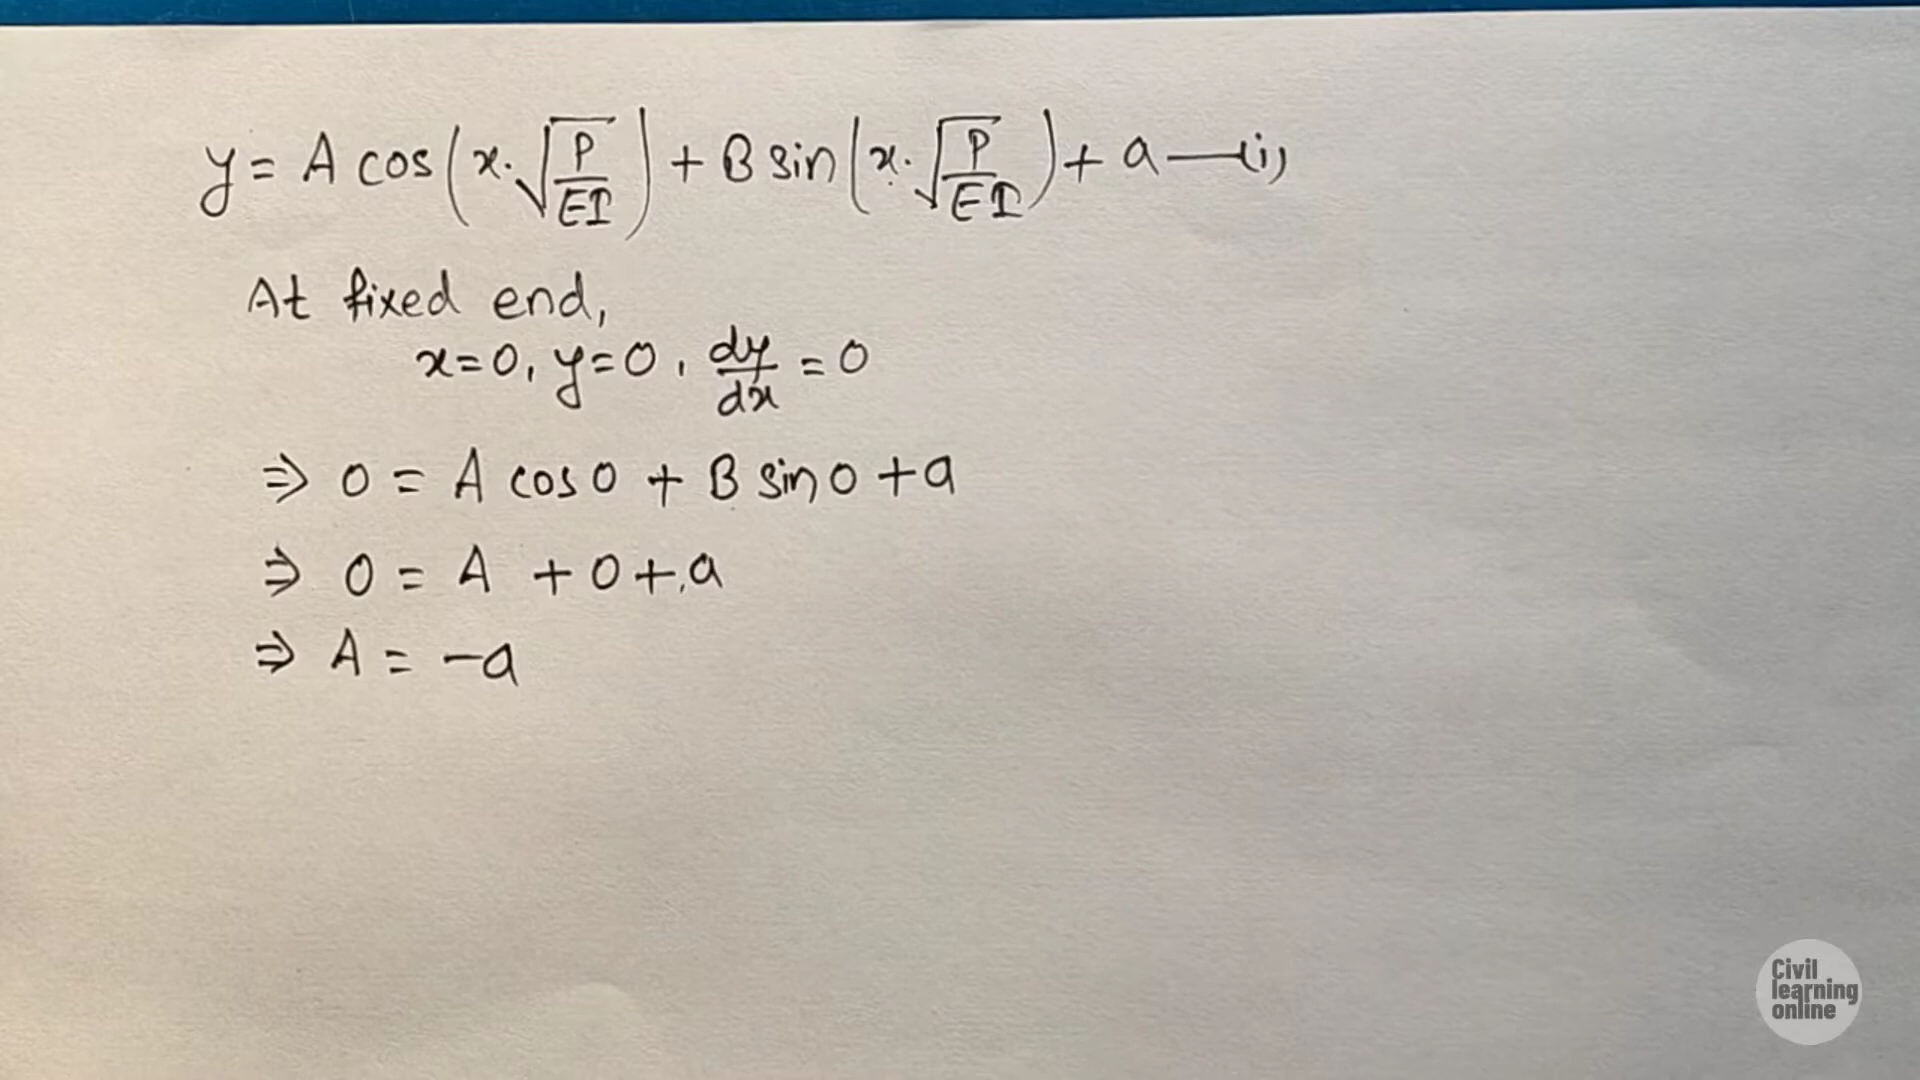 y = A cos(x.√(P/EI)) + B sin(x.√(P/EI)) + a —(i)
At fixed end,
x=0, y=0, dy/dx = 0
⇒ 0 = A cos 0 + B sin 0 + a
⇒ 0 = A + 0 + a
⇒ A = -a
Civil
learning
online